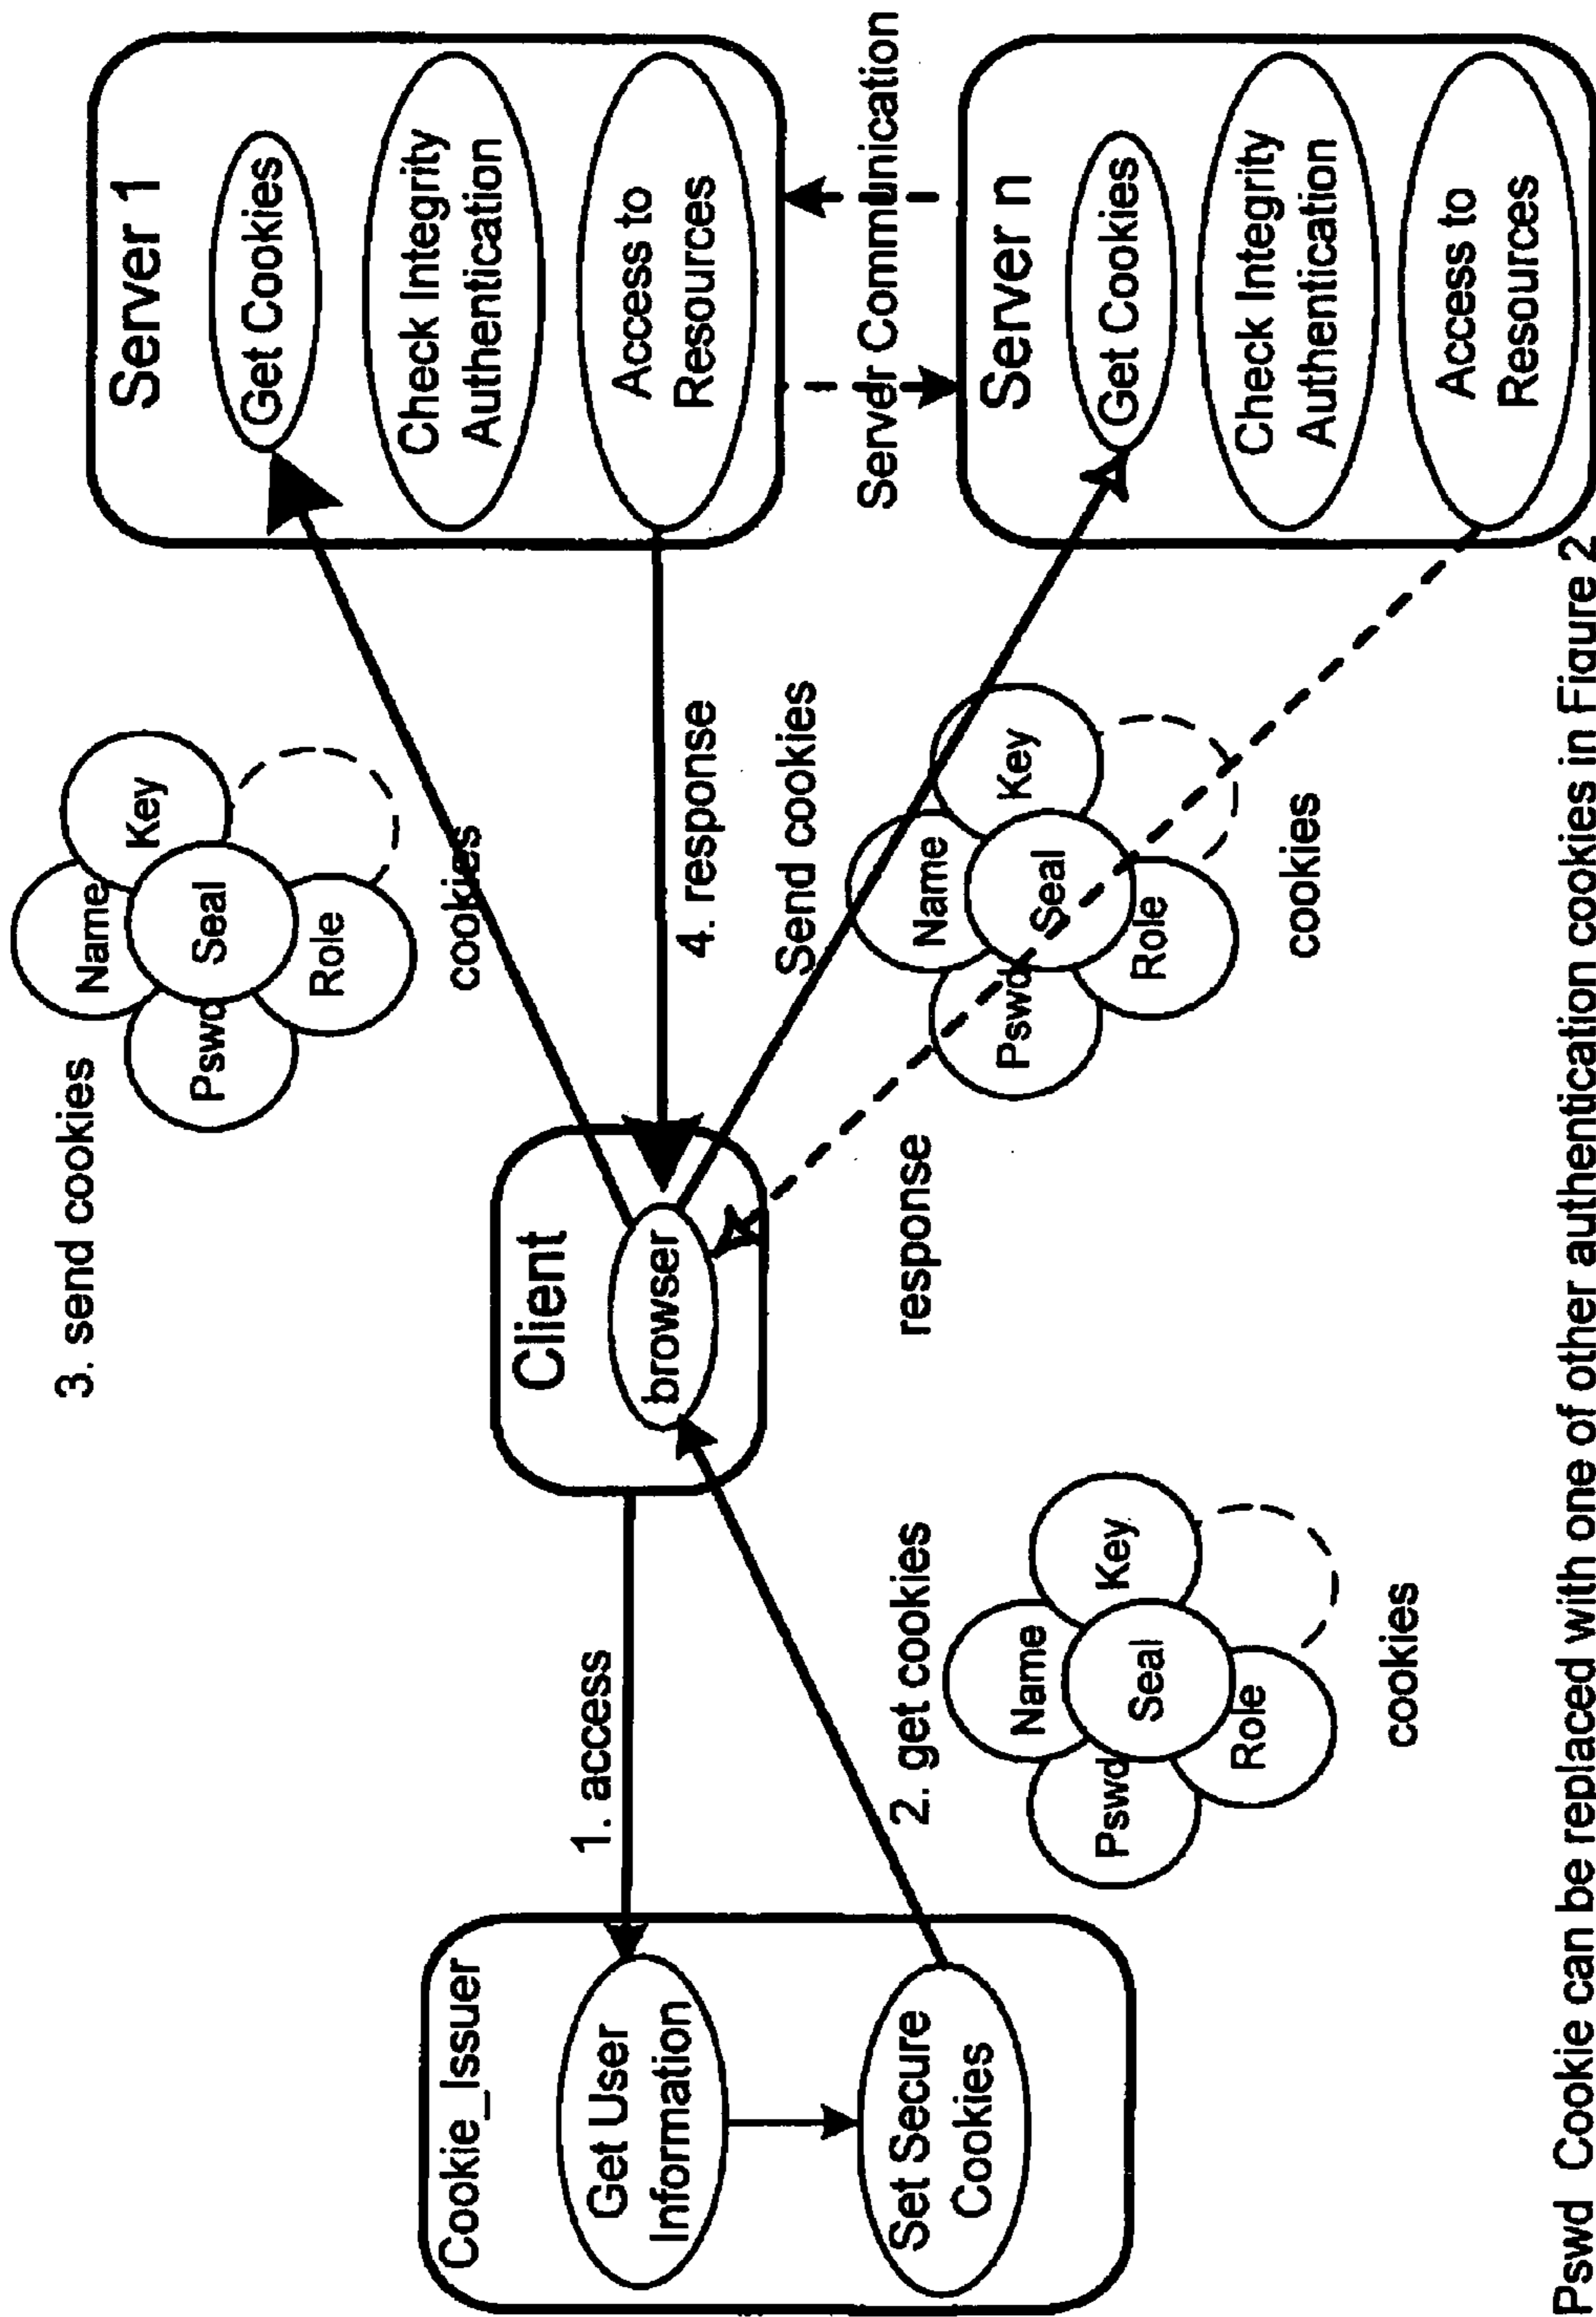 Cookie_Issuer
Get User
Information
Set Secure
Cookies
1. access
2. get cookies
Name
Pswd
Seal
Key
Role
cookies
Client
browser
3. send cookies
Name
Pswd
Seal
Key
Role
cookies
4. response
Send cookies
response
Name
Pswd
Seal
Key
Role
cookies
Server 1
Get Cookies
Check Integrity
Authentication
Access to
Resources
Server Communication
Server n
Get Cookies
Check Integrity
Authentication
Access to
Resources
Pswd_Cookie can be replaced with one of other authentication cookies in Figure 2